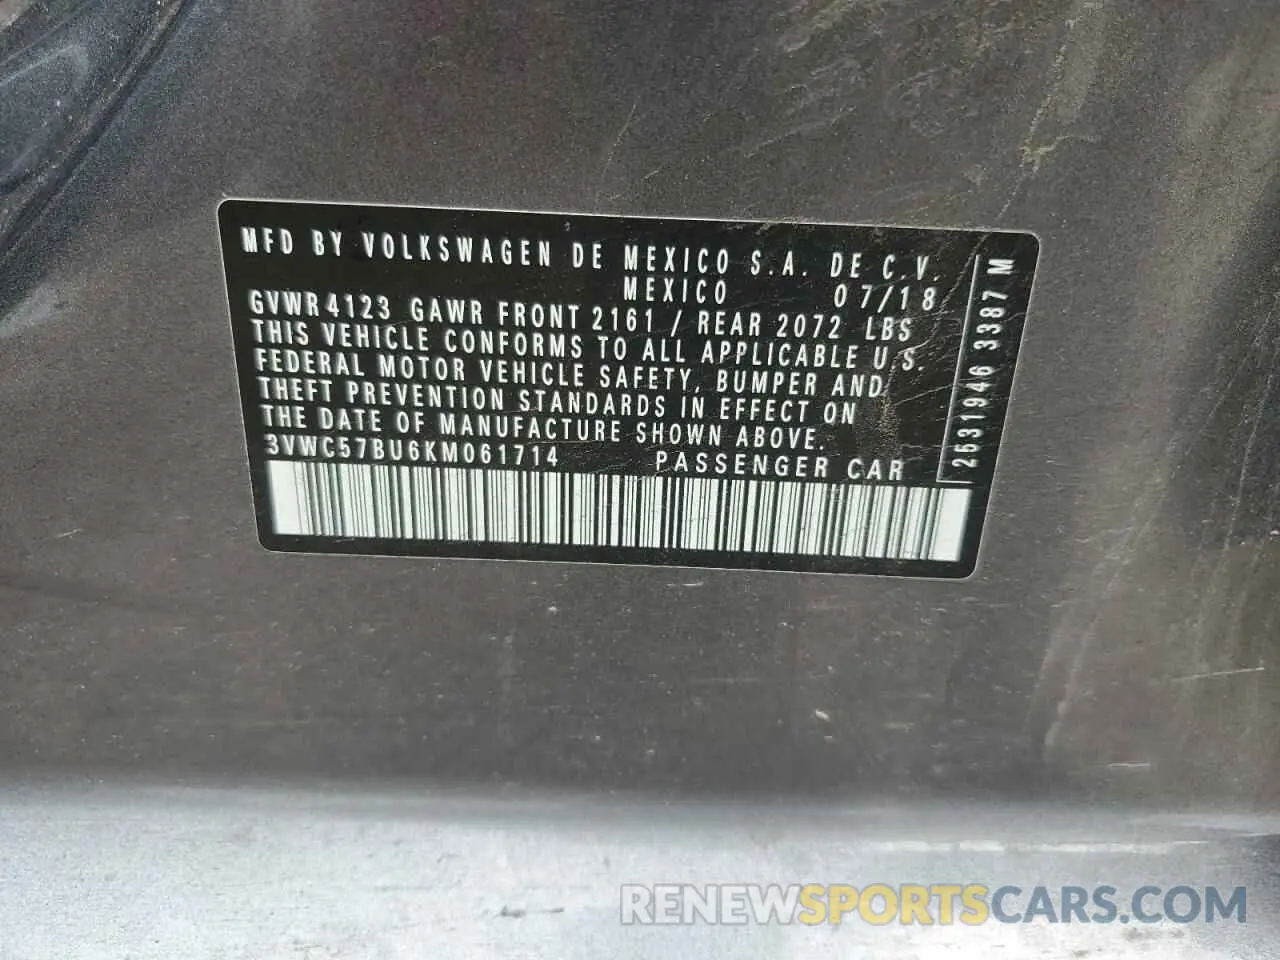 MFD BY VOLKSWAGEN DE MEXICO S.A. DE C.V.
MEXICO 07/18
GVWR 4123 GAWR FRONT 2161 / REAR 2072 LBS
THIS VEHICLE CONFORMS TO ALL APPLICABLE U.S.
FEDERAL MOTOR VEHICLE SAFETY, BUMPER AND
THEFT PREVENTION STANDARDS IN EFFECT ON
THE DATE OF MANUFACTURE SHOWN ABOVE.
3VWC57BU6KM061714 PASSENGER CAR
2531946 3387 M
RENEWSPORTSCARS.COM